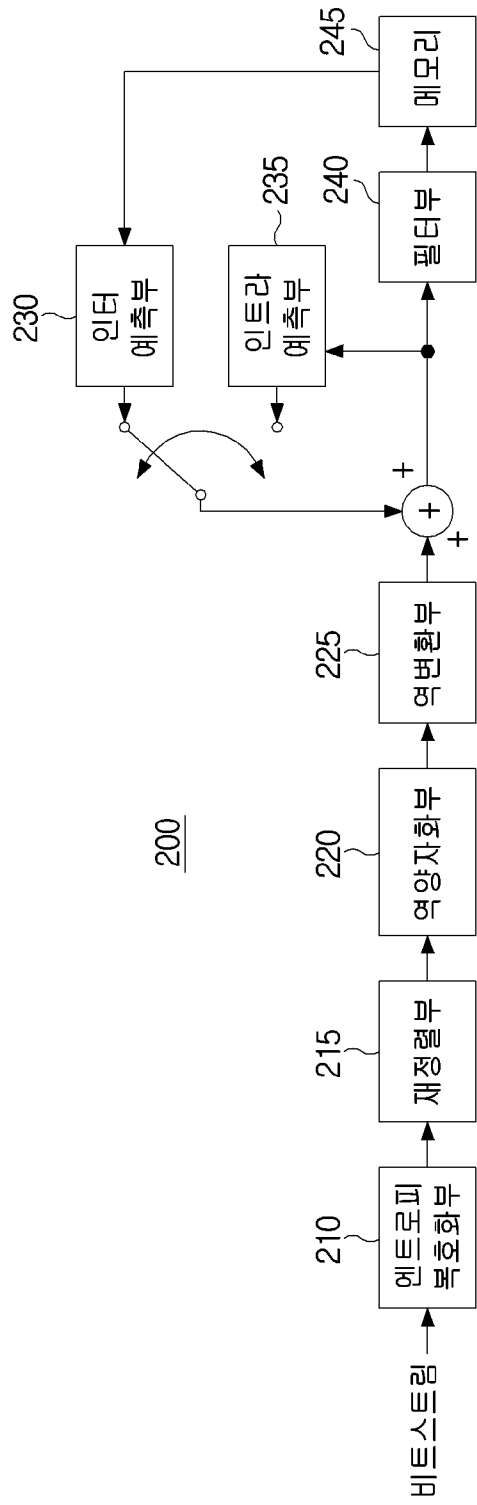 200
비트스트림
210
엔트로피
복호화부
215
재정렬부
220
역양자화부
225
역변환부
+
+
+
230
인터
예측부
235
인트라
예측부
240
필터부
245
메모리